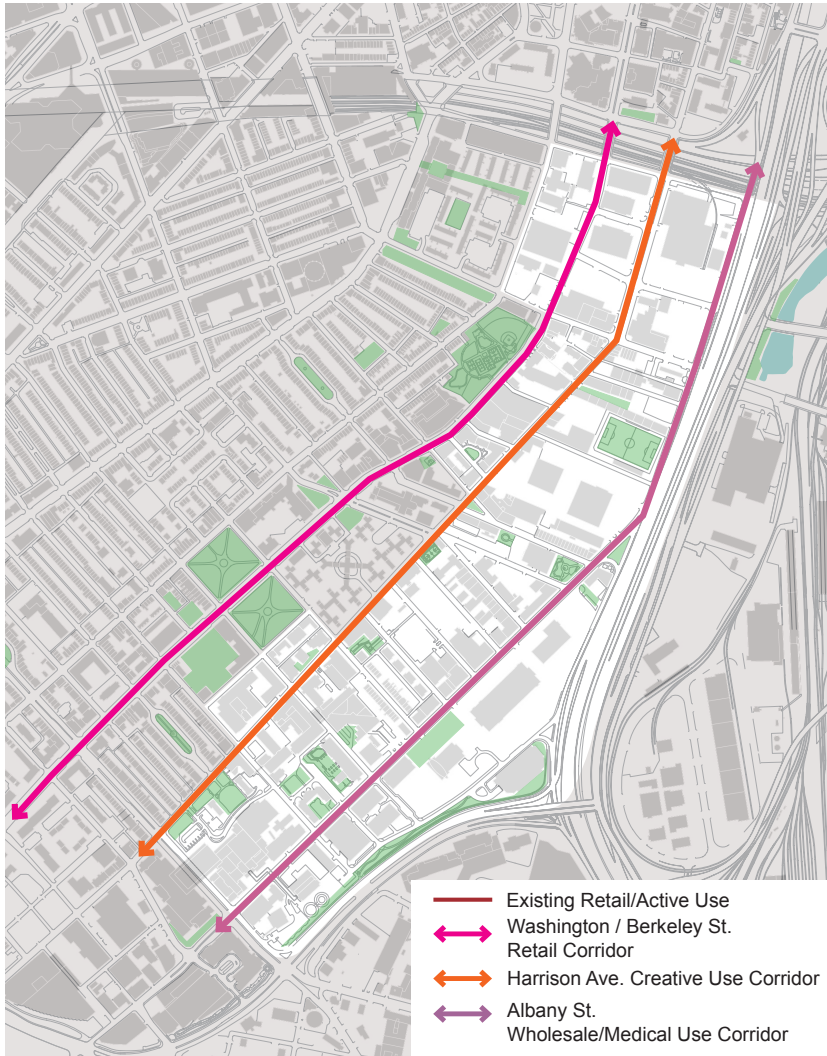 Existing Retail/Active Use
Washington / Berkeley St.
Retail Corridor
Harrison Ave. Creative Use Corridor
Albany St.
Wholesale/Medical Use Corridor